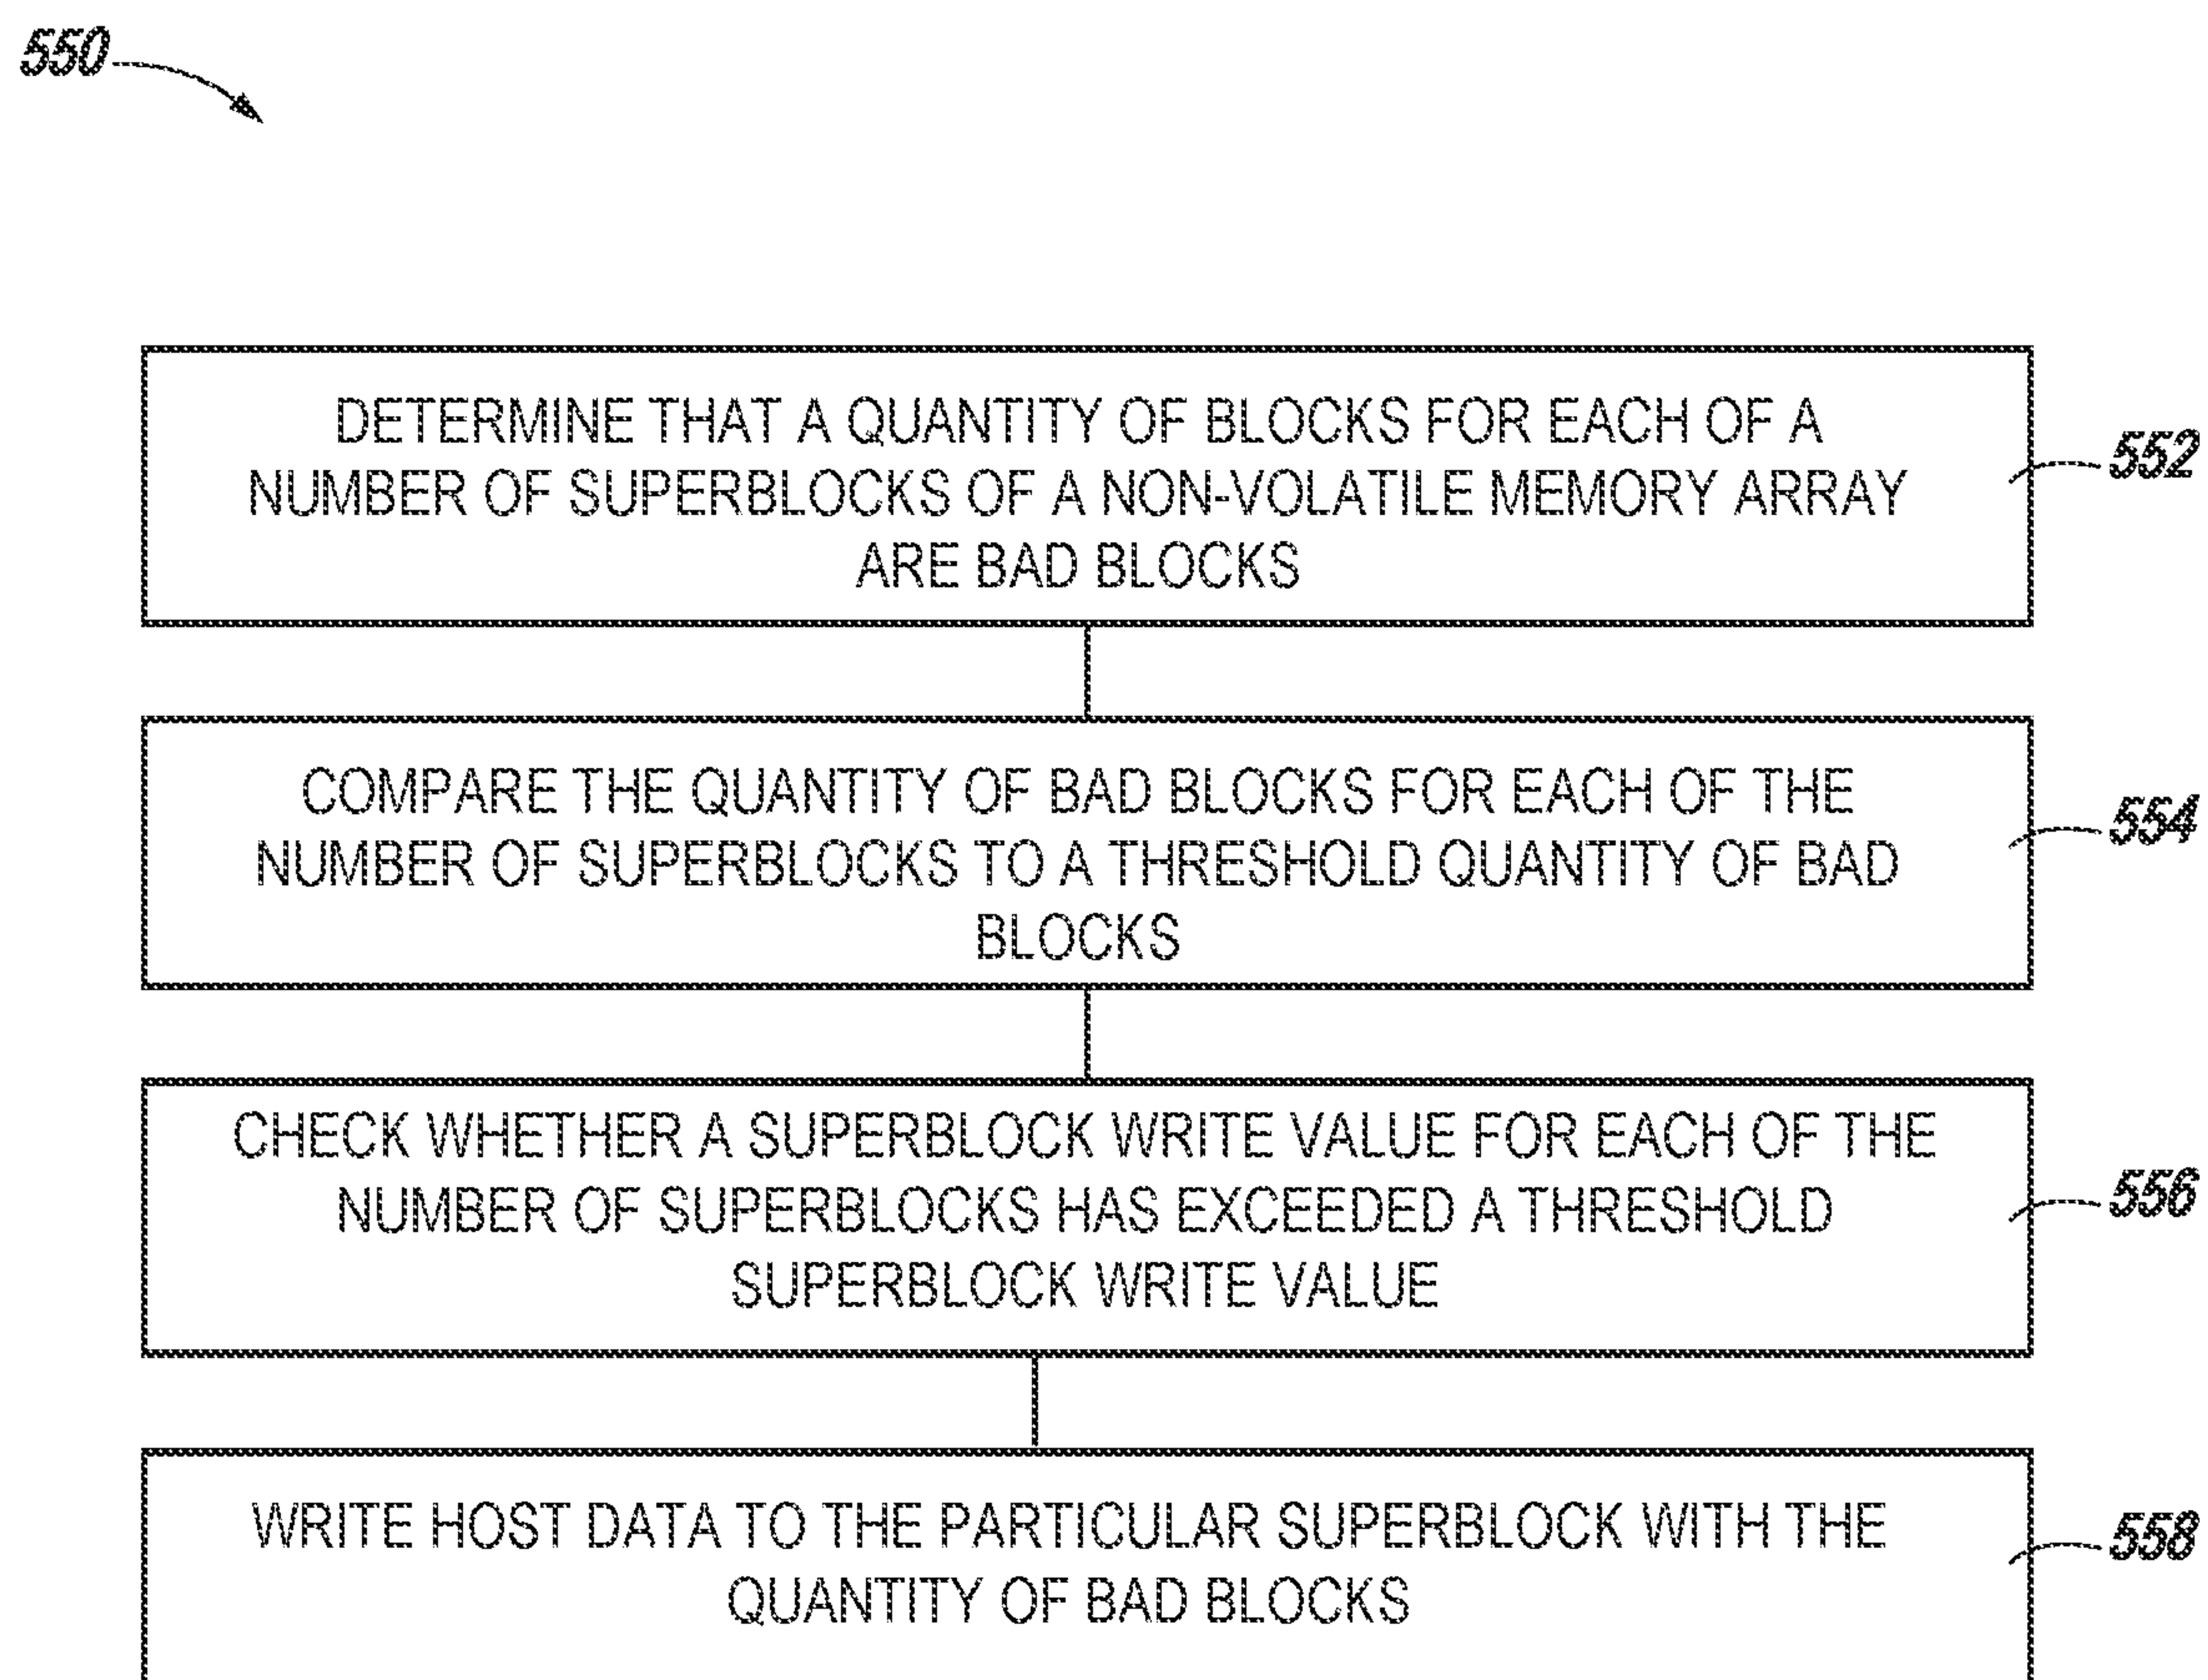 550
DETERMINE THAT A QUANTITY OF BLOCKS FOR EACH OF A
NUMBER OF SUPERBLOCKS OF A NON-VOLATILE MEMORY ARRAY
ARE BAD BLOCKS
552
COMPARE THE QUANTITY OF BAD BLOCKS FOR EACH OF THE
NUMBER OF SUPERBLOCKS TO A THRESHOLD QUANTITY OF BAD
BLOCKS
554
CHECK WHETHER A SUPERBLOCK WRITE VALUE FOR EACH OF THE
NUMBER OF SUPERBLOCKS HAS EXCEEDED A THRESHOLD
SUPERBLOCK WRITE VALUE
556
WRITE HOST DATA TO THE PARTICULAR SUPERBLOCK WITH THE
QUANTITY OF BAD BLOCKS
558